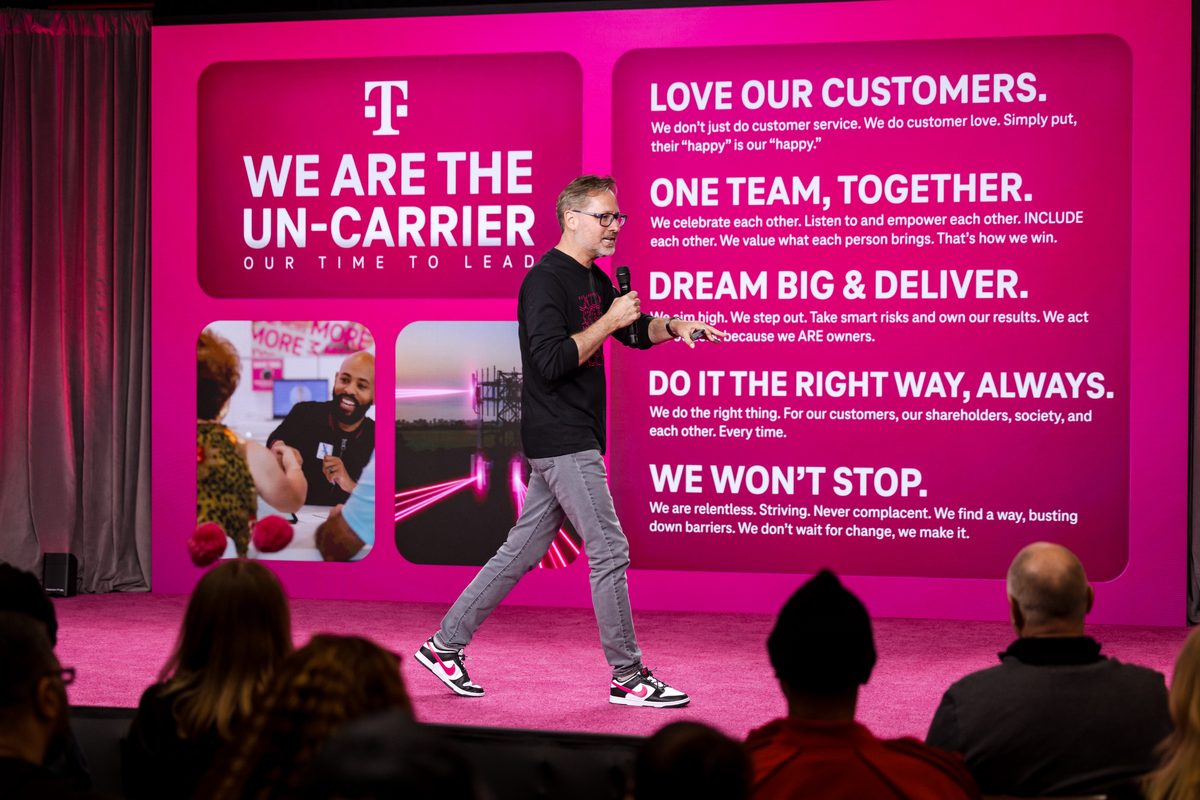 T
WE ARE THE
UN-CARRIER
OUR TIME TO LEAD
MORE
MORE
MORE
LOVE OUR CUSTOMERS.
We don't just do customer service. We do customer love. Simply put,
their “happy” is our “happy.”
ONE TEAM, TOGETHER.
We celebrate each other. Listen to and empower each other. INCLUDE
each other. We value what each person brings. That's how we win.
DREAM BIG & DELIVER.
We aim high. We step out. Take smart risks and own our results. We act
because we ARE owners.
DO IT THE RIGHT WAY, ALWAYS.
We do the right thing. For our customers, our shareholders, society, and
each other. Every time.
WE WON'T STOP.
We are relentless. Striving. Never complacent. We find a way, busting
down barriers. We don't wait for change, we make it.